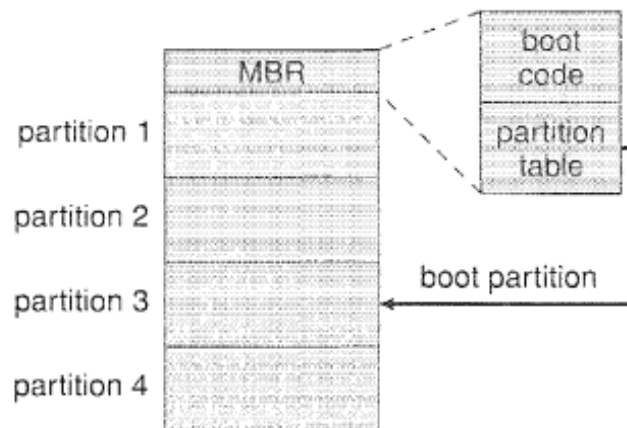 MBR
boot
code
partition
table
partition 1
partition 2
boot partition
partition 3
partition 4